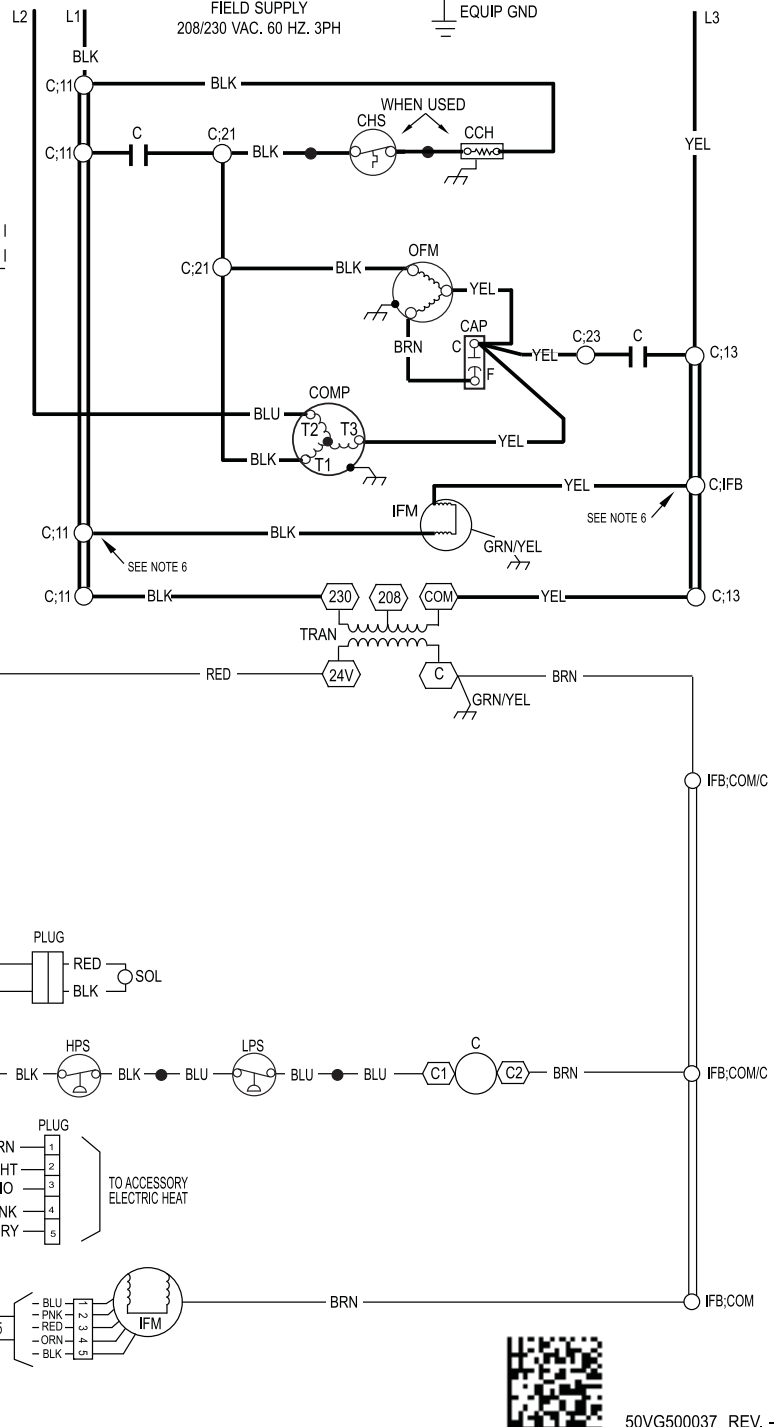 L2
L1
FIELD SUPPLY
208/230 VAC. 60 HZ. 3PH
EQUIP GND
L3
BLK
C;11
BLK
WHEN USED
C;11
C
C;21
BLK
CHS
CCH
YEL
C;21
BLK
OFM
YEL
BRN
CAP
C
F
YEL
C;23
C
C;13
COMP
BLU
T2
T3
T1
BLK
YEL
IFM
YEL
C;IFB
SEE NOTE 6
C;11
BLK
GRN/YEL
SEE NOTE 6
C;11
BLK
230
208
COM
YEL
C;13
TRAN
RED
24V
C
BRN
GRN/YEL
IFB;COM/C
PLUG
RED
BLK
SOL
HPS
LPS
C
BLK
BLK
BLU
BLU
BLU
C1
C2
BRN
IFB;COM/C
PLUG
RN
1
HT
2
IO
3
NK
4
RY
5
TO ACCESSORY
ELECTRIC HEAT
BLU
1
PNK
2
RED
3
ORN
4
BLK
5
IFM
BRN
IFB;COM
50VG500037 REV. -